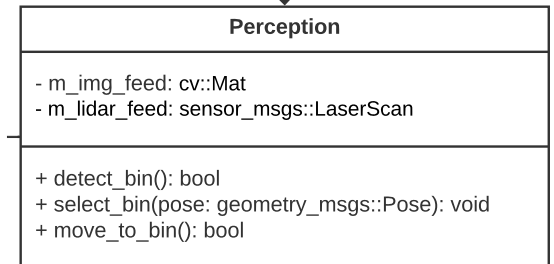 Perception
- m_img_feed: cv::Mat
- m_lidar_feed: sensor_msgs::LaserScan
+ detect_bin(): bool
+ select_bin(pose: geometry_msgs::Pose): void
+ move_to_bin(): bool